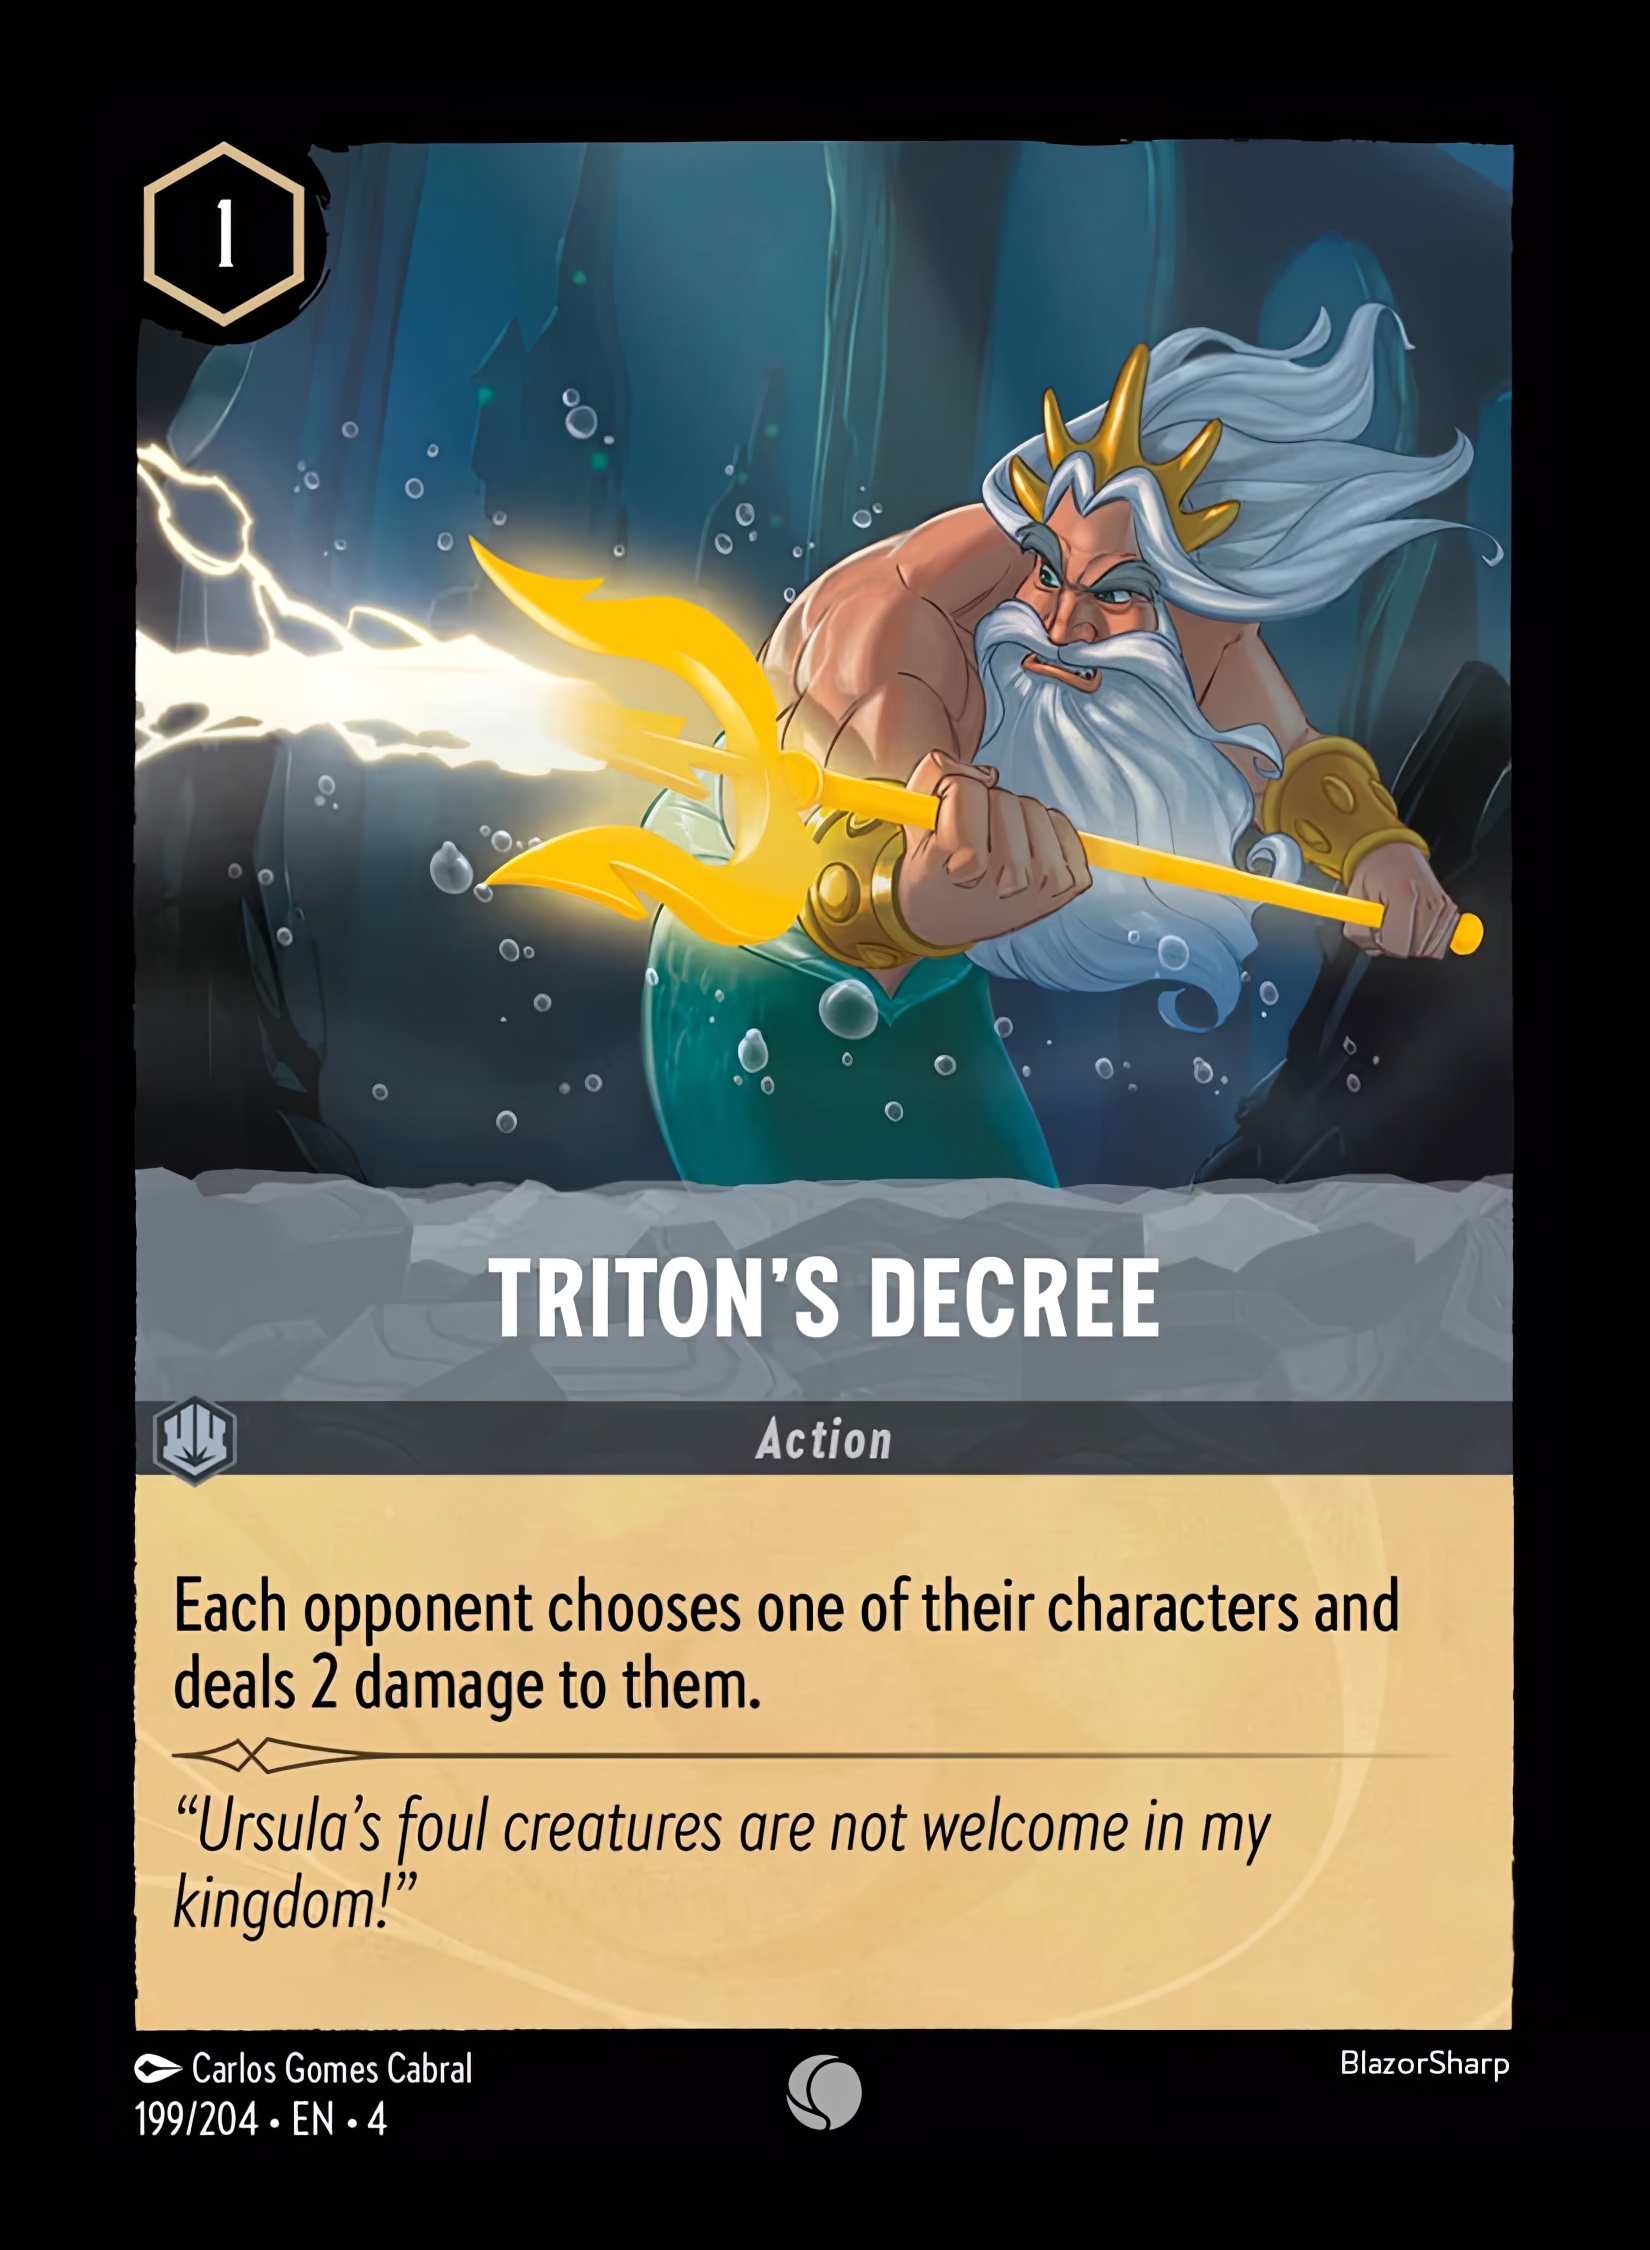 1
TRITON'S DECREE
Action
Each opponent chooses one of their characters and
deals 2 damage to them.
“Ursula’s foul creatures are not welcome in my
kingdom!”
Carlos Gomes Cabral
BlazorSharp
199/204 • EN • 4